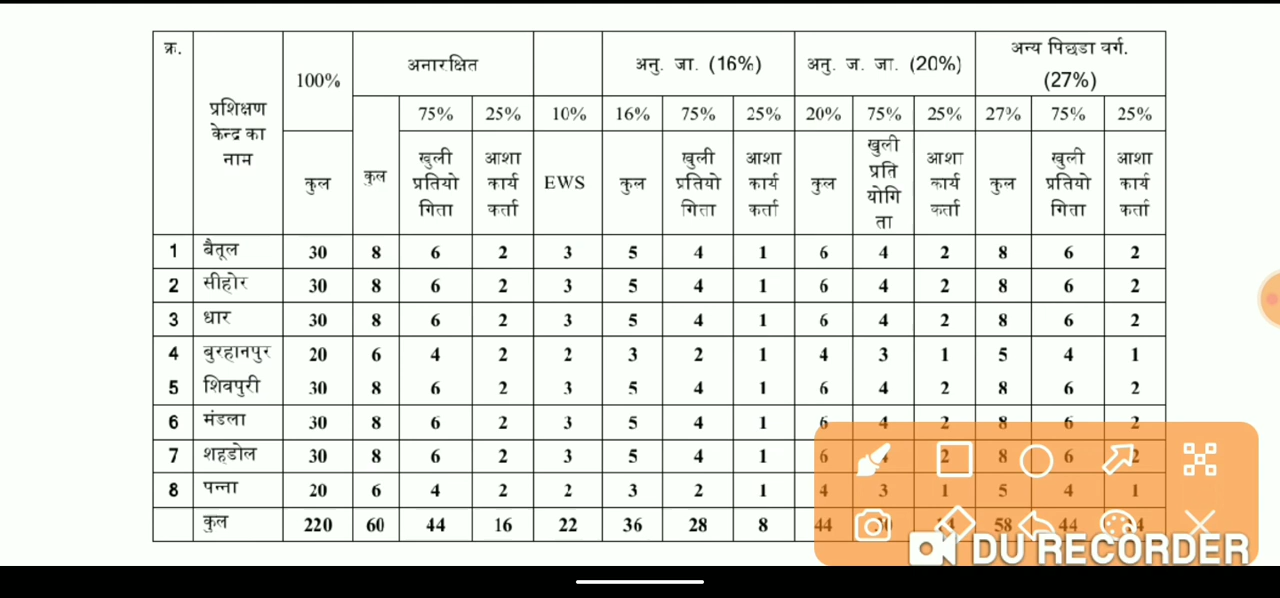 क्र. प्रशिक्षण केन्द्र का नाम 100% अनारक्षित अनु. जा. (16%) अनु. ज. जा. (20%) अन्य पिछडा वर्ग. (27%)
75% 25% 10% 16% 75% 25% 20% 75% 25% 27% 75% 25%
कुल कुल खुली प्रतियोगिता आशा कार्यकर्ता EWS कुल खुली प्रतियोगिता आशा कार्यकर्ता कुल खुली प्रतियोगिता आशा कार्यकर्ता कुल खुली प्रतियोगिता आशा कार्यकर्ता
1 बैतूल 30 8 6 2 3 5 4 1 6 4 2 8 6 2
2 सीहोर 30 8 6 2 3 5 4 1 6 4 2 8 6 2
3 धार 30 8 6 2 3 5 4 1 6 4 2 8 6 2
4 बुरहानपुर 20 6 4 2 2 3 2 1 4 3 1 5 4 1
5 शिवपुरी 30 8 6 2 3 5 4 1 6 4 2 8 6 2
6 मंडला 30 8 6 2 3 5 4 1 6 4 2 8 6 2
7 शहडोल 30 8 6 2 3 5 4 1 6 2 8 6 2
8 पन्ना 20 6 4 2 2 3 2 1 4 3 1 5 4 1
कुल 220 60 44 16 22 36 28 8 44 58 44
DU RECORDER